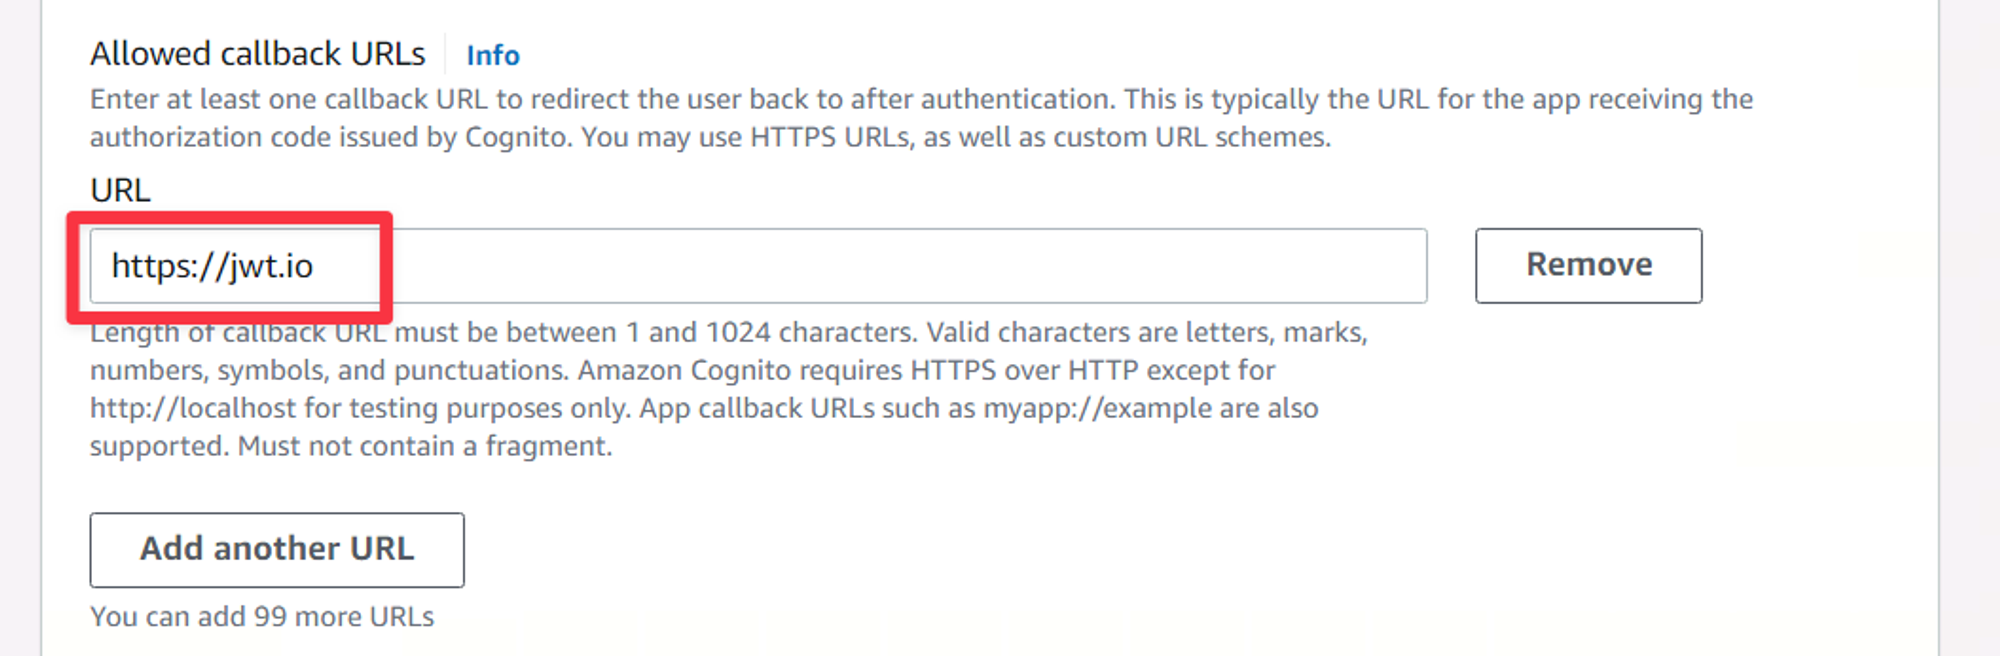 Allowed callback URLs Info
Enter at least one callback URL to redirect the user back to after authentication. This is typically the URL for the app receiving the
authorization code issued by Cognito. You may use HTTPS URLs, as well as custom URL schemes.
URL
https://jwt.io
Remove
Length of callback URL must be between 1 and 1024 characters. Valid characters are letters, marks,
numbers, symbols, and punctuations. Amazon Cognito requires HTTPS over HTTP except for
http://localhost for testing purposes only. App callback URLs such as myapp://example are also
supported. Must not contain a fragment.
Add another URL
You can add 99 more URLs